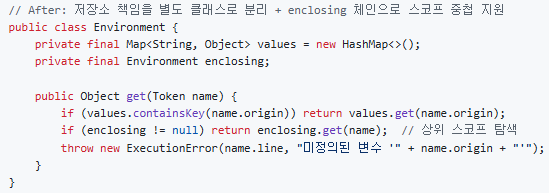 // After: 저장소 책임을 별도 클래스로 분리 + enclosing 체인으로 스코프 중첩 지원
public class Environment {
    private final Map<String, Object> values = new HashMap<>();
    private final Environment enclosing;

    public Object get(Token name) {
        if (values.containsKey(name.origin)) return values.get(name.origin);
        if (enclosing != null) return enclosing.get(name);  // 상위 스코프 탐색
        throw new ExecutionError(name.line, "미정의된 변수 '" + name.origin + "'");
    }
}